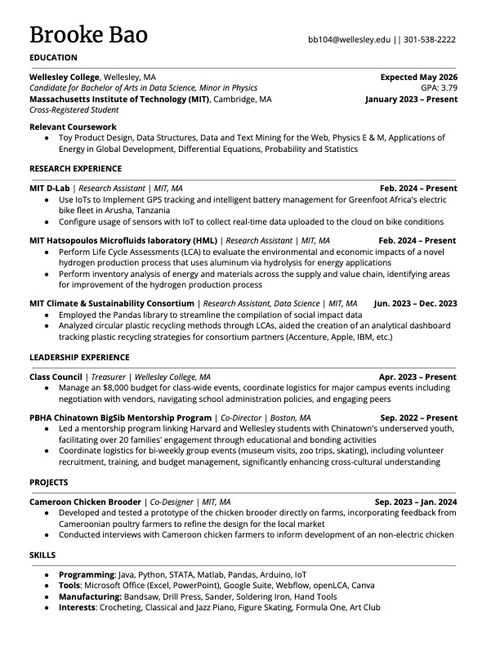 Brooke Bao
bb104@wellesley.edu || 301-538-2222
EDUCATION
Wellesley College, Wellesley, MA Expected May 2026
Candidate for Bachelor of Arts in Data Science, Minor in Physics GPA: 3.79
Massachusetts Institute of Technology (MIT), Cambridge, MA January 2023 – Present
Cross-Registered Student
Relevant Coursework
● Toy Product Design, Data Structures, Data and Text Mining for the Web, Physics E & M, Applications of
Energy in Global Development, Differential Equations, Probability and Statistics
RESEARCH EXPERIENCE
MIT D-Lab | Research Assistant | MIT, MA Feb. 2024 – Present
● Use IoTs to Implement GPS tracking and intelligent battery management for Greenfoot Africa's electric
bike fleet in Arusha, Tanzania
● Configure usage of sensors with IoT to collect real-time data uploaded to the cloud on bike conditions
MIT Hatsopoulos Microfluids laboratory (HML) | Research Assistant | MIT, MA Feb. 2024 – Present
● Perform Life Cycle Assessments (LCA) to evaluate the environmental and economic impacts of a novel
hydrogen production process that uses aluminum via hydrolysis for energy applications
● Perform inventory analysis of energy and materials across the supply and value chain, identifying areas
for improvement of the hydrogen production process
MIT Climate & Sustainability Consortium | Research Assistant, Data Science | MIT, MA Jun. 2023 – Dec. 2023
● Employed the Pandas library to streamline the compilation of social impact data
● Analyzed circular plastic recycling methods through LCAs, aided the creation of an analytical dashboard
tracking plastic recycling strategies for consortium partners (Accenture, Apple, IBM, etc.)
LEADERSHIP EXPERIENCE
Class Council | Treasurer | Wellesley College, MA Apr. 2023 – Present
● Manage an $8,000 budget for class-wide events, coordinate logistics for major campus events including
negotiation with vendors, navigating school administration policies, and engaging peers
PBHA Chinatown BigSib Mentorship Program | Co-Director | Boston, MA Sep. 2022 – Present
● Led a mentorship program linking Harvard and Wellesley students with Chinatown's underserved youth,
facilitating over 20 families' engagement through educational and bonding activities
● Coordinate logistics for bi-weekly group events (museum visits, zoo trips, skating), including volunteer
recruitment, training, and budget management, significantly enhancing cross-cultural understanding
PROJECTS
Cameroon Chicken Brooder | Co-Designer | MIT, MA Sep. 2023 – Jan. 2024
● Developed and tested a prototype of the chicken brooder directly on farms, incorporating feedback from
Cameroonian poultry farmers to refine the design for the local market
● Conducted interviews with Cameroon chicken farmers to inform development of an non-electric chicken
SKILLS
● Programming: Java, Python, STATA, Matlab, Pandas, Arduino, IoT
● Tools: Microsoft Office (Excel, PowerPoint), Google Suite, Webflow, openLCA, Canva
● Manufacturing: Bandsaw, Drill Press, Sander, Soldering Iron, Hand Tools
● Interests: Crocheting, Classical and Jazz Piano, Figure Skating, Formula One, Art Club